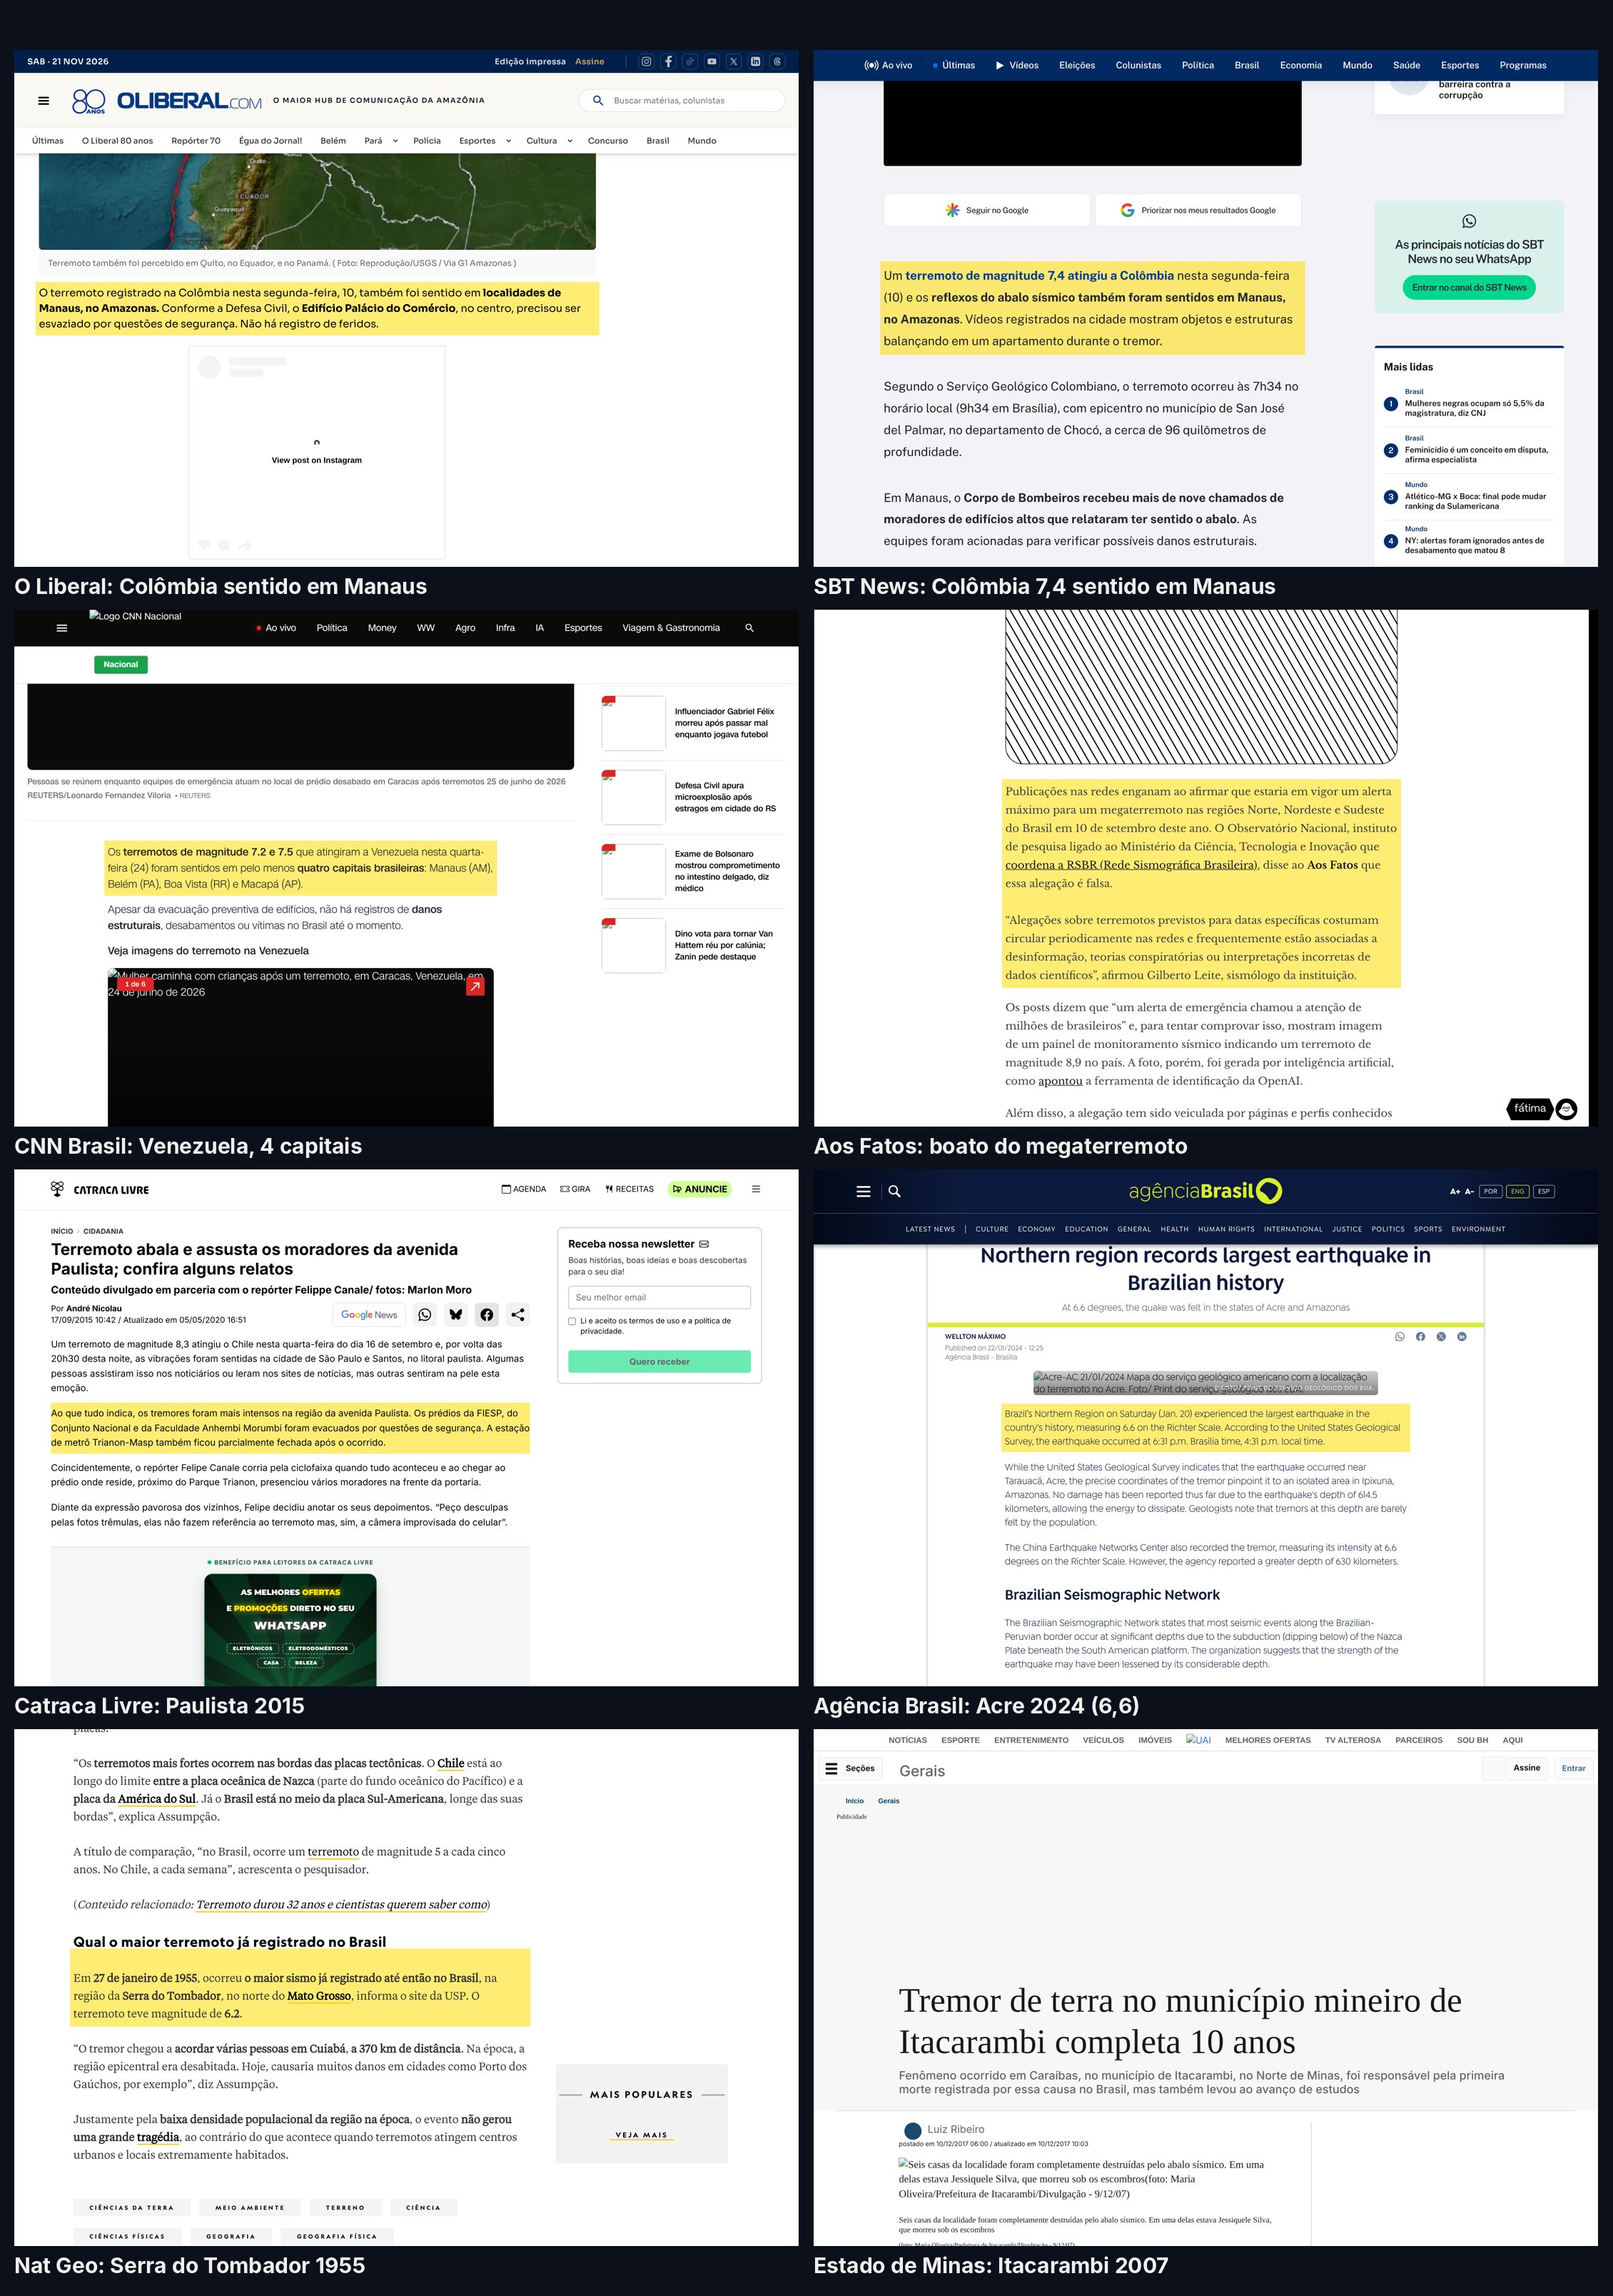 SAB · 21 NOV 2026
Edição impressa Assine
80 ANOS OLIBERAL.COM O MAIOR HUB DE COMUNICAÇÃO DA AMAZÔNIA
Buscar matérias, colunistas
Últimas O Liberal 80 anos Repórter 70 Égua do Jornal! Belém Pará Polícia Esportes Cultura Concurso Brasil Mundo
Quito
ECUADOR
Guayaquil
Terremoto também foi percebido em Quito, no Equador, e no Panamá. ( Foto: Reprodução/USGS / Via G1 Amazonas )
O terremoto registrado na Colômbia nesta segunda-feira, 10, também foi sentido em localidades de
Manaus, no Amazonas. Conforme a Defesa Civil, o Edifício Palácio do Comércio, no centro, precisou ser
esvaziado por questões de segurança. Não há registro de feridos.
View post on Instagram
O Liberal: Colômbia sentido em Manaus
Ao vivo Últimas Vídeos Eleições Colunistas Política Brasil Economia Mundo Saúde Esportes Programas
barreira contra a
corrupção
Seguir no Google
Priorizar nos meus resultados Google
Um terremoto de magnitude 7,4 atingiu a Colômbia nesta segunda-feira
(10) e os reflexos do abalo sísmico também foram sentidos em Manaus,
no Amazonas. Vídeos registrados na cidade mostram objetos e estruturas
balançando em um apartamento durante o tremor.
Segundo o Serviço Geológico Colombiano, o terremoto ocorreu às 7h34 no
horário local (9h34 em Brasília), com epicentro no município de San José
del Palmar, no departamento de Chocó, a cerca de 96 quilômetros de
profundidade.
Em Manaus, o Corpo de Bombeiros recebeu mais de nove chamados de
moradores de edifícios altos que relataram ter sentido o abalo. As
equipes foram acionadas para verificar possíveis danos estruturais.
As principais notícias do SBT
News no seu WhatsApp
Entrar no canal do SBT News
Mais lidas
Brasil
1 Mulheres negras ocupam só 5,5% da
magistratura, diz CNJ
Brasil
2 Feminicídio é um conceito em disputa,
afirma especialista
Mundo
3 Atlético-MG x Boca: final pode mudar
ranking da Sulamericana
Mundo
4 NY: alertas foram ignorados antes de
desabamento que matou 8
SBT News: Colômbia 7,4 sentido em Manaus
Logo CNN Nacional
Ao vivo Política Money WW Agro Infra IA Esportes Viagem & Gastronomia
Nacional
Pessoas se reúnem enquanto equipes de emergência atuam no local de prédio desabado em Caracas após terremotos 25 de junho de 2026
REUTERS/Leonardo Fernandez Viloria • REUTERS
Os terremotos de magnitude 7.2 e 7.5 que atingiram a Venezuela nesta quarta-
feira (24) foram sentidos em pelo menos quatro capitais brasileiras: Manaus (AM),
Belém (PA), Boa Vista (RR) e Macapá (AP).
Apesar da evacuação preventiva de edifícios, não há registros de danos
estruturais, desabamentos ou vítimas no Brasil até o momento.
Veja imagens do terremoto na Venezuela
Mulher caminha com crianças após um terremoto, em Caracas, Venezuela, em
24 de junho de 2026
1 de 6
Influenciador Gabriel Félix
morreu após passar mal
enquanto jogava futebol
Defesa Civil apura
microexplosão após
estragos em cidade do RS
Exame de Bolsonaro
mostrou comprometimento
no intestino delgado, diz
médico
Dino vota para tornar Van
Hattem réu por calúnia;
Zanin pede destaque
CNN Brasil: Venezuela, 4 capitais
Publicações nas redes enganam ao afirmar que estaria em vigor um alerta
máximo para um megaterremoto nas regiões Norte, Nordeste e Sudeste
do Brasil em 10 de setembro deste ano. O Observatório Nacional, instituto
de pesquisa ligado ao Ministério da Ciência, Tecnologia e Inovação que
coordena a RSBR (Rede Sismográfica Brasileira), disse ao Aos Fatos que
essa alegação é falsa.
“Alegações sobre terremotos previstos para datas específicas costumam
circular periodicamente nas redes e frequentemente estão associadas a
desinformação, teorias conspiratórias ou interpretações incorretas de
dados científicos”, afirmou Gilberto Leite, sismólogo da instituição.
Os posts dizem que “um alerta de emergência chamou a atenção de
milhões de brasileiros” e, para tentar comprovar isso, mostram imagem
de um painel de monitoramento sísmico indicando um terremoto de
magnitude 8,9 no país. A foto, porém, foi gerada por inteligência artificial,
como apontou a ferramenta de identificação da OpenAI.
Além disso, a alegação tem sido veiculada por páginas e perfis conhecidos
fátima
Aos Fatos: boato do megaterremoto
CATRACA LIVRE
AGENDA GIRA RECEITAS ANUNCIE
INÍCIO › CIDADANIA
Terremoto abala e assusta os moradores da avenida
Paulista; confira alguns relatos
Conteúdo divulgado em parceria com o repórter Felippe Canale/ fotos: Marlon Moro
Por André Nicolau
17/09/2015 10:42 / Atualizado em 05/05/2020 16:51
Google News
Um terremoto de magnitude 8,3 atingiu o Chile nesta quarta-feira do dia 16 de setembro e, por volta das
20h30 desta noite, as vibrações foram sentidas na cidade de São Paulo e Santos, no litoral paulista. Algumas
pessoas assistiram isso nos noticiários ou leram nos sites de notícias, mas outras sentiram na pele esta
emoção.
Ao que tudo indica, os tremores foram mais intensos na região da avenida Paulista. Os prédios da FIESP, do
Conjunto Nacional e da Faculdade Anhembi Morumbi foram evacuados por questões de segurança. A estação
de metrô Trianon-Masp também ficou parcialmente fechada após o ocorrido.
Coincidentemente, o repórter Felipe Canale corria pela ciclofaixa quando tudo aconteceu e ao chegar ao
prédio onde reside, próximo do Parque Trianon, presenciou vários moradores na frente da portaria.
Diante da expressão pavorosa dos vizinhos, Felipe decidiu anotar os seus depoimentos. “Peço desculpas
pelas fotos trêmulas, elas não fazem referência ao terremoto mas, sim, a câmera improvisada do celular”.
BENEFÍCIO PARA LEITORES DA CATRACA LIVRE
AS MELHORES OFERTAS
E PROMOÇÕES DIRETO NO SEU
WHATSAPP
ELETRÔNICOS ELETRODOMÉSTICOS
CASA BELEZA
Receba nossa newsletter
Boas histórias, boas ideias e boas descobertas
para o seu dia!
Seu melhor email
Li e aceito os termos de uso e a política de
privacidade.
Quero receber
Catraca Livre: Paulista 2015
agênciaBrasil
A+ A- POR ENG ESP
LATEST NEWS | CULTURE ECONOMY EDUCATION GENERAL HEALTH HUMAN RIGHTS INTERNATIONAL JUSTICE POLITICS SPORTS ENVIRONMENT
Northern region records largest earthquake in
Brazilian history
At 6.6 degrees, the quake was felt in the states of Acre and Amazonas
WELLTON MÁXIMO
Published on 22/01/2024 - 12:25
Agência Brasil - Brasília
Acre-AC 21/01/2024 Mapa do serviço geológico americano com a localização
do terremoto no Acre. Foto/ Print do serviço geológico dos EUA.
GEOLÓGICO DOS EUA.
Brazil’s Northern Region on Saturday (Jan. 20) experienced the largest earthquake in the
country’s history, measuring 6.6 on the Richter Scale. According to the United States Geological
Survey, the earthquake occurred at 6:31 p.m. Brasília time, 4:31 p.m. local time.
While the United States Geological Survey indicates that the earthquake occurred near
Tarauacá, Acre, the precise coordinates of the tremor pinpoint it to an isolated area in Ipixuna,
Amazonas. No damage has been reported thus far due to the earthquake’s depth of 614.5
kilometers, allowing the energy to dissipate. Geologists note that tremors at this depth are barely
felt by the population.
The China Earthquake Networks Center also recorded the tremor, measuring its intensity at 6.6
degrees on the Richter Scale. However, the agency reported a greater depth of 630 kilometers.
Brazilian Seismographic Network
The Brazilian Seismographic Network states that most seismic events along the Brazilian-
Peruvian border occur at significant depths due to the subduction (dipping below) of the Nazca
Plate beneath the South American platform. The organization suggests that the strength of the
earthquake may have been lessened by its considerable depth.
Agência Brasil: Acre 2024 (6,6)
placas.
“Os terremotos mais fortes ocorrem nas bordas das placas tectônicas. O Chile está ao
longo do limite entre a placa oceânica de Nazca (parte do fundo oceânico do Pacífico) e a
placa da América do Sul. Já o Brasil está no meio da placa Sul-Americana, longe das suas
bordas”, explica Assumpção.
A título de comparação, “no Brasil, ocorre um terremoto de magnitude 5 a cada cinco
anos. No Chile, a cada semana”, acrescenta o pesquisador.
(Conteúdo relacionado: Terremoto durou 32 anos e cientistas querem saber como)
Qual o maior terremoto já registrado no Brasil
Em 27 de janeiro de 1955, ocorreu o maior sismo já registrado até então no Brasil, na
região da Serra do Tombador, no norte do Mato Grosso, informa o site da USP. O
terremoto teve magnitude de 6.2.
“O tremor chegou a acordar várias pessoas em Cuiabá, a 370 km de distância. Na época, a
região epicentral era desabitada. Hoje, causaria muitos danos em cidades como Porto dos
Gaúchos, por exemplo”, diz Assumpção.
Justamente pela baixa densidade populacional da região na época, o evento não gerou
uma grande tragédia, ao contrário do que acontece quando terremotos atingem centros
urbanos e locais extremamente habitados.
CIÊNCIAS DA TERRA MEIO AMBIENTE TERRENO CIÊNCIA
CIÊNCIAS FÍSICAS GEOGRAFIA GEOGRAFIA FÍSICA
MAIS POPULARES
VEJA MAIS
Nat Geo: Serra do Tombador 1955
NOTÍCIAS ESPORTE ENTRETENIMENTO VEÍCULOS IMÓVEIS UAI MELHORES OFERTAS TV ALTEROSA PARCEIROS SOU BH AQUI
Seções Gerais Assine Entrar
Início Gerais
Publicidade
Tremor de terra no município mineiro de
Itacarambi completa 10 anos
Fenômeno ocorrido em Caraíbas, no município de Itacarambi, no Norte de Minas, foi responsável pela primeira
morte registrada por essa causa no Brasil, mas também levou ao avanço de estudos
Luiz Ribeiro
postado em 10/12/2017 06:00 / atualizado em 10/12/2017 10:03
Seis casas da localidade foram completamente destruídas pelo abalo sísmico. Em uma
delas estava Jessiquele Silva, que morreu sob os escombros(foto: Maria
Oliveira/Prefeitura de Itacarambi/Divulgação - 9/12/07)
Seis casas da localidade foram completamente destruídas pelo abalo sísmico. Em uma delas estava Jessiquele Silva,
que morreu sob os escombros
(foto: Maria Oliveira/Prefeitura de Itacarambi/Divulgação - 9/12/07)
Estado de Minas: Itacarambi 2007